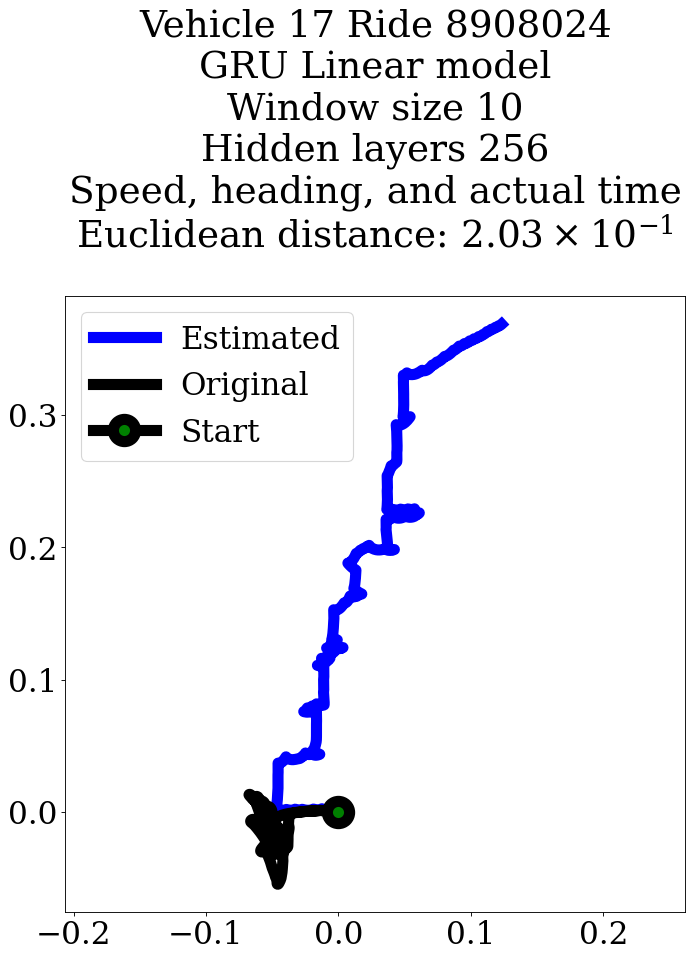 Vehicle 17 Ride 8908024
GRU Linear model
Window size 10
Hidden layers 256
Speed, heading, and actual time
Euclidean distance: 2.03 × 10⁻¹
Estimated
Original
Start
0.3
0.2
0.1
0.0
−0.2 −0.1 0.0 0.1 0.2